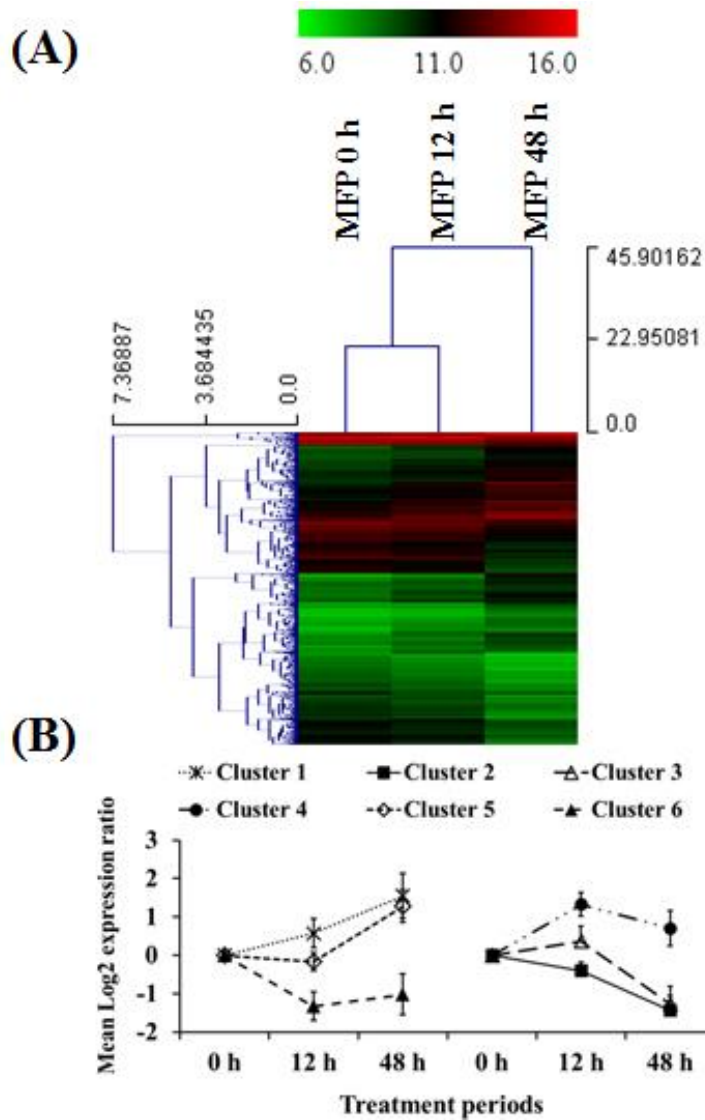 (A)
6.0 11.0 16.0
MFP 0 h
MFP 12 h
MFP 48 h
45.90162
22.95081
0.0
7.36887
3.684435
0.0
(B)
Cluster 1 Cluster 2 Cluster 3
Cluster 4 Cluster 5 Cluster 6
Mean Log2 expression ratio
3
2
1
0
-1
-2
0 h 12 h 48 h 0 h 12 h 48 h
Treatment periods